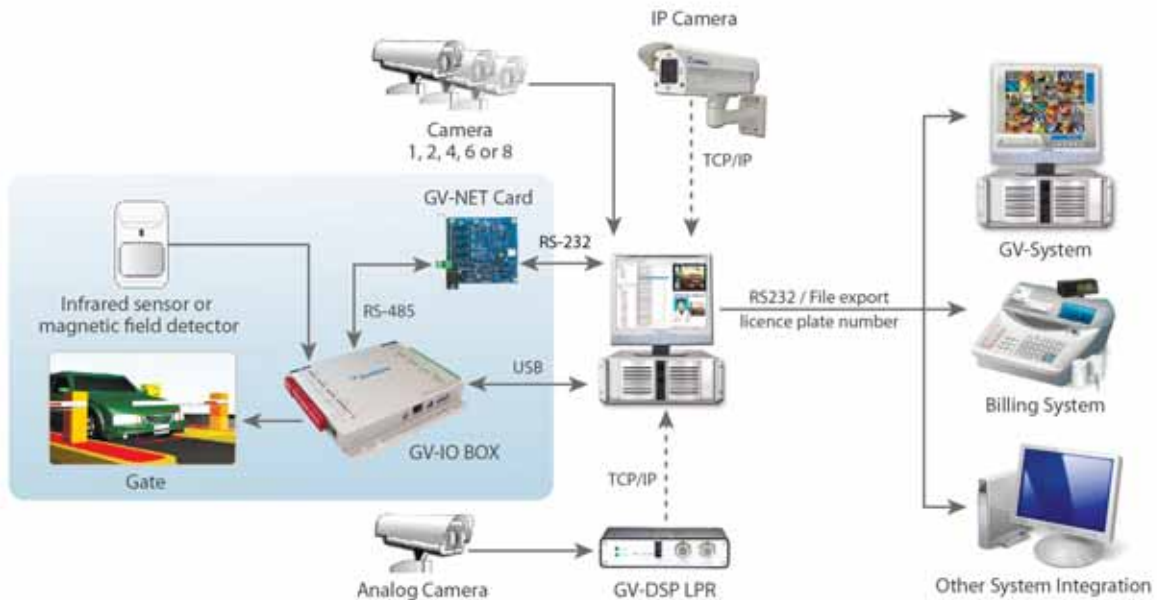 IP Camera
Camera
1, 2, 4, 6 or 8
TCP/IP
GV-NET Card
RS-232
Infrared sensor or
magnetic field detector
RS-485
USB
GV-IO BOX
Gate
RS232 / File export
licence plate number
GV-System
Billing System
TCP/IP
Analog Camera
GV-DSP LPR
Other System Integration